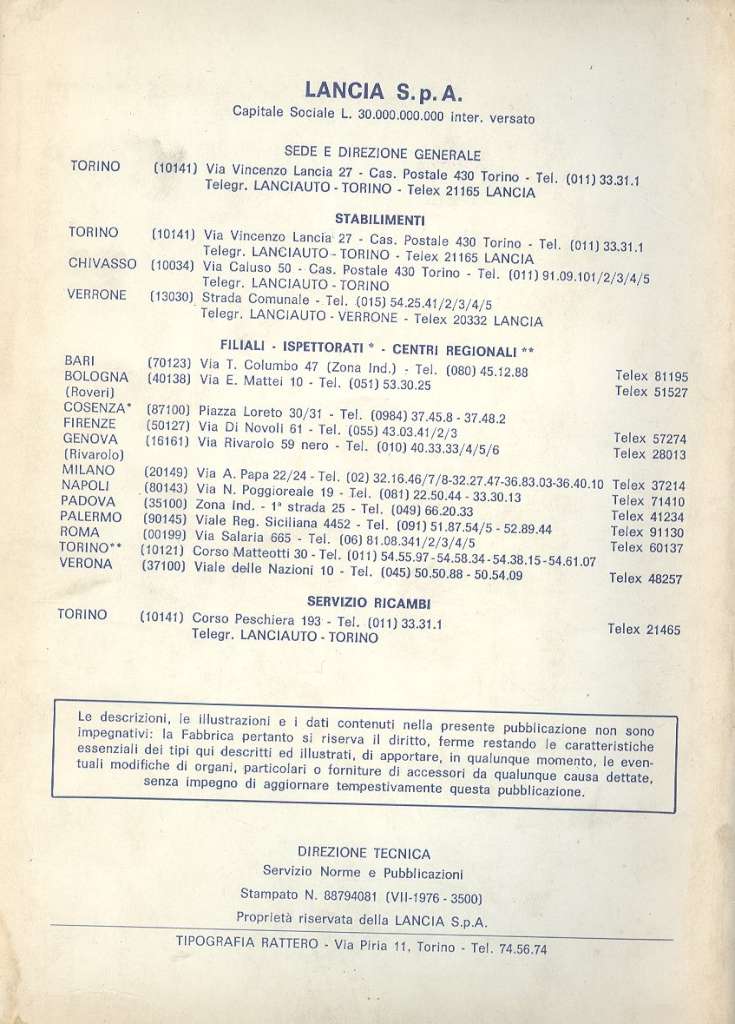 LANCIA S.p.A.
Capitale Sociale L. 30.000.000.000 inter. versato
SEDE E DIREZIONE GENERALE
TORINO (10141) Via Vincenzo Lancia 27 - Cas. Postale 430 Torino - Tel. (011) 33.31.1
Telegr. LANCIAUTO - TORINO - Telex 21165 LANCIA
STABILIMENTI
TORINO (10141) Via Vincenzo Lancia 27 - Cas. Postale 430 Torino - Tel. (011) 33.31.1
Telegr. LANCIAUTO - TORINO - Telex 21165 LANCIA
CHIVASSO (10034) Via Caluso 50 - Cas. Postale 430 Torino - Tel. (011) 91.09.101/2/3/4/5
Telegr. LANCIAUTO - TORINO
VERRONE (13030) Strada Comunale - Tel. (015) 54.25.41/2/3/4/5
Telegr. LANCIAUTO - VERRONE - Telex 20332 LANCIA
FILIALI - ISPETTORATI * - CENTRI REGIONALI **
BARI (70123) Via T. Columbo 47 (Zona Ind.) - Tel. (080) 45.12.88 Telex 81195
BOLOGNA (40138) Via E. Mattei 10 - Tel. (051) 53.30.25 Telex 51527
(Roveri)
COSENZA* (87100) Piazza Loreto 30/31 - Tel. (0984) 37.45.8 - 37.48.2
FIRENZE (50127) Via Di Novoli 61 - Tel. (055) 43.03.41/2/3 Telex 57274
GENOVA (16161) Via Rivarolo 59 nero - Tel. (010) 40.33.33/4/5/6 Telex 28013
(Rivarolo)
MILANO (20149) Via A. Papa 22/24 - Tel. (02) 32.16.46/7/8-32.27.47-36.83.03-36.40.10 Telex 37214
NAPOLI (80143) Via N. Poggioreale 19 - Tel. (081) 22.50.44 - 33.30.13 Telex 71410
PADOVA (35100) Zona Ind. - 1ª strada 25 - Tel. (049) 66.20.33 Telex 41234
PALERMO (90145) Viale Reg. Siciliana 4452 - Tel. (091) 51.87.54/5 - 52.89.44 Telex 91130
ROMA (00199) Via Salaria 665 - Tel. (06) 81.08.341/2/3/4/5 Telex 60137
TORINO** (10121) Corso Matteotti 30 - Tel. (011) 54.55.97-54.58.34-54.38.15-54.61.07
VERONA (37100) Viale delle Nazioni 10 - Tel. (045) 50.50.88 - 50.54.09 Telex 48257
SERVIZIO RICAMBI
TORINO (10141) Corso Peschiera 193 - Tel. (011) 33.31.1 Telex 21465
Telegr. LANCIAUTO - TORINO
Le descrizioni, le illustrazioni e i dati contenuti nella presente pubblicazione non sono
impegnativi: la Fabbrica pertanto si riserva il diritto, ferme restando le caratteristiche
essenziali dei tipi qui descritti ed illustrati, di apportare, in qualunque momento, le even-
tuali modifiche di organi, particolari o forniture di accessori da qualunque causa dettate,
senza impegno di aggiornare tempestivamente questa pubblicazione.
DIREZIONE TECNICA
Servizio Norme e Pubblicazioni
Stampato N. 88794081 (VII-1976 - 3500)
Proprietà riservata della LANCIA S.p.A.
TIPOGRAFIA RATTERO - Via Piria 11, Torino - Tel. 74.56.74